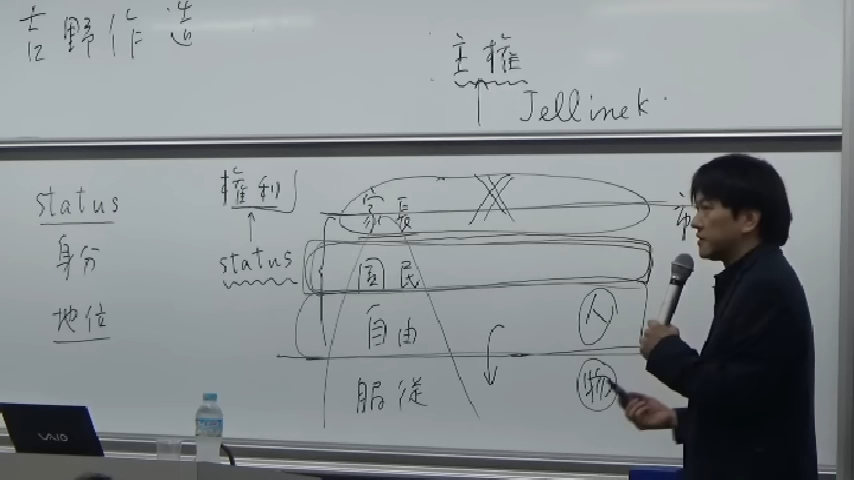 吉野作造
主権
Jellinek
status
身分
地位
権利
status
家長
国民
自由
服従
人
物
市
VAIO